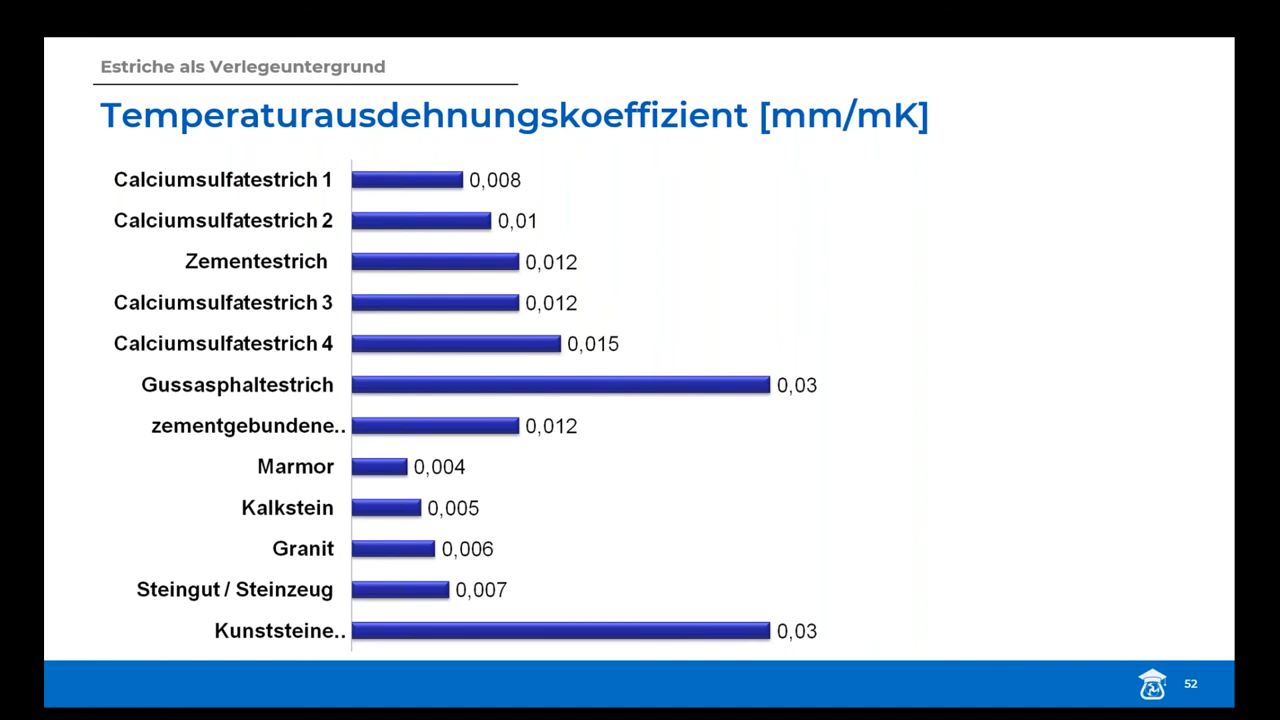 Estriche als Verlegeuntergrund
Temperaturausdehnungskoeffizient [mm/mK]
Calciumsulfatestrich 1 0,008
Calciumsulfatestrich 2 0,01
Zementestrich 0,012
Calciumsulfatestrich 3 0,012
Calciumsulfatestrich 4 0,015
Gussasphaltestrich 0,03
zementgebundene.. 0,012
Marmor 0,004
Kalkstein 0,005
Granit 0,006
Steingut / Steinzeug 0,007
Kunststeine.. 0,03
52